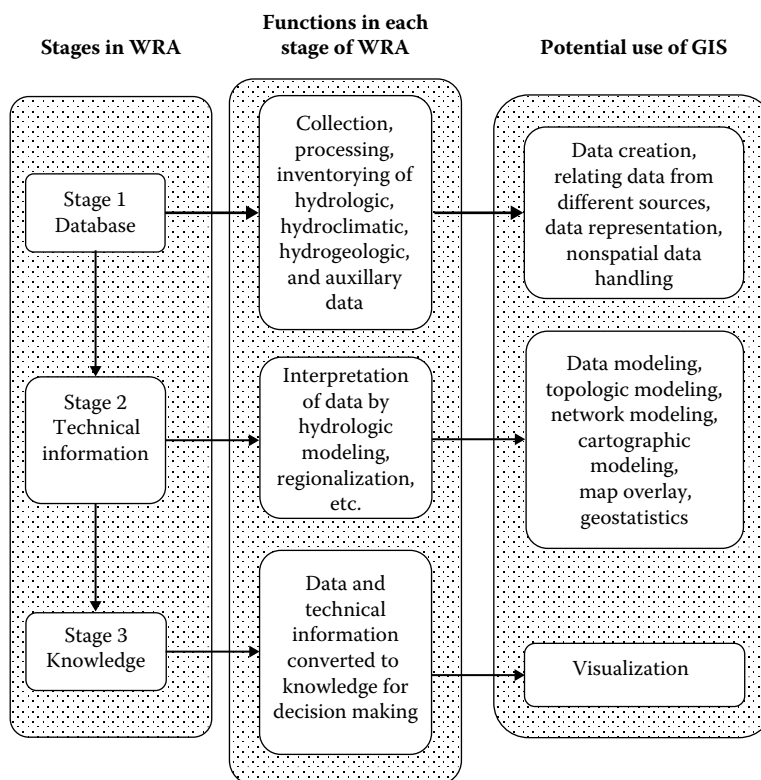 Stages in WRA
Functions in each
stage of WRA
Potential use of GIS
Stage 1
Database
Collection,
processing,
inventorying of
hydrologic,
hydroclimatic,
hydrogeologic,
and auxillary
data
Data creation,
relating data from
different sources,
data representation,
nonspatial data
handling
Stage 2
Technical
information
Interpretation
of data by
hydrologic
modeling,
regionalization,
etc.
Data modeling,
topologic modeling,
network modeling,
cartographic
modeling,
map overlay,
geostatistics
Stage 3
Knowledge
Data and
technical
information
converted to
knowledge for
decision making
Visualization